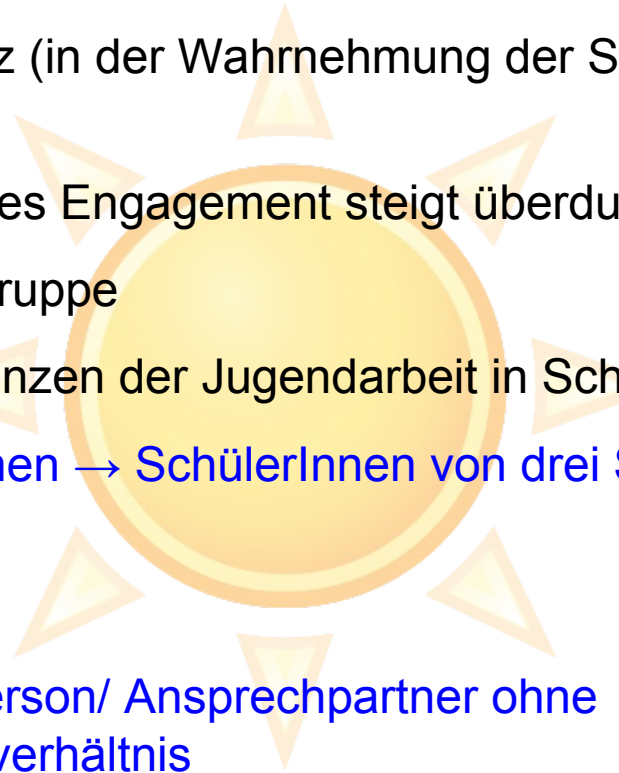 z (in der Wahrnehmung der S
es Engagement steigt überdu
ruppe
nzen der Jugendarbeit in Sch
nen → SchülerInnen von drei S
erson/ Ansprechpartner ohne
verhältnis